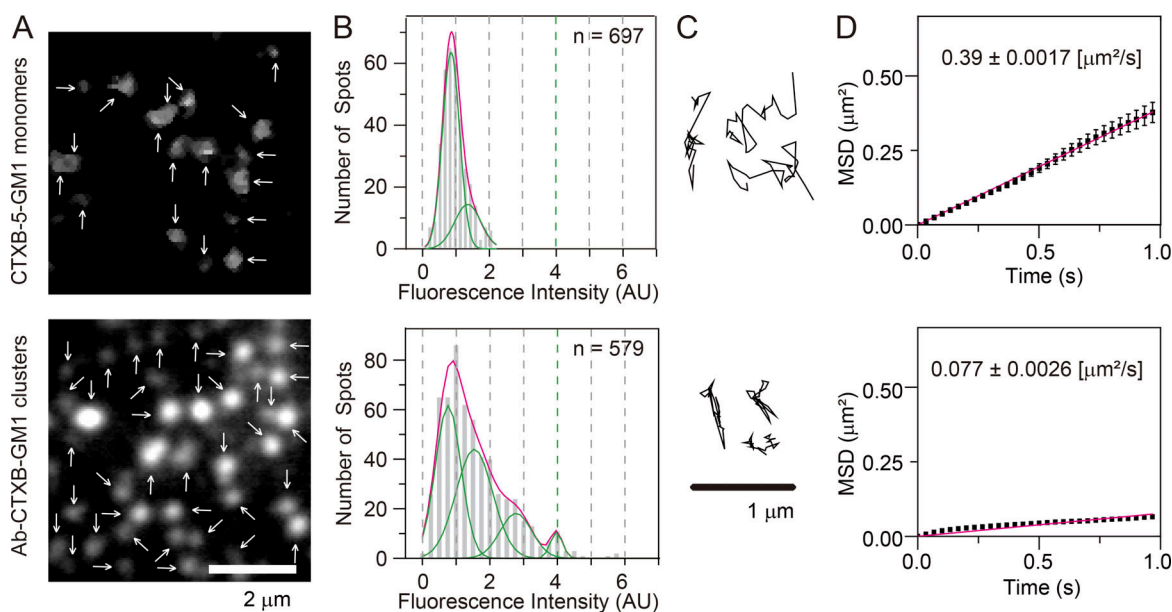 A
CTXB-5-GM1 monomers
Ab-CTXB-GM1 clusters
2 μm
B
n = 697
60
40
20
0
Number of Spots
0 2 4 6
Fluorescence Intensity (AU)
n = 579
80
60
40
20
0
Number of Spots
0 2 4 6
Fluorescence Intensity (AU)
C
1 μm
D
0.39 ± 0.0017 [μm²/s]
0.50
0.25
0.00
MSD (μm²)
0 0.5 1.0
Time (s)
0.077 ± 0.0026 [μm²/s]
0.50
0.25
0.00
MSD (μm²)
0 0.5 1.0
Time (s)